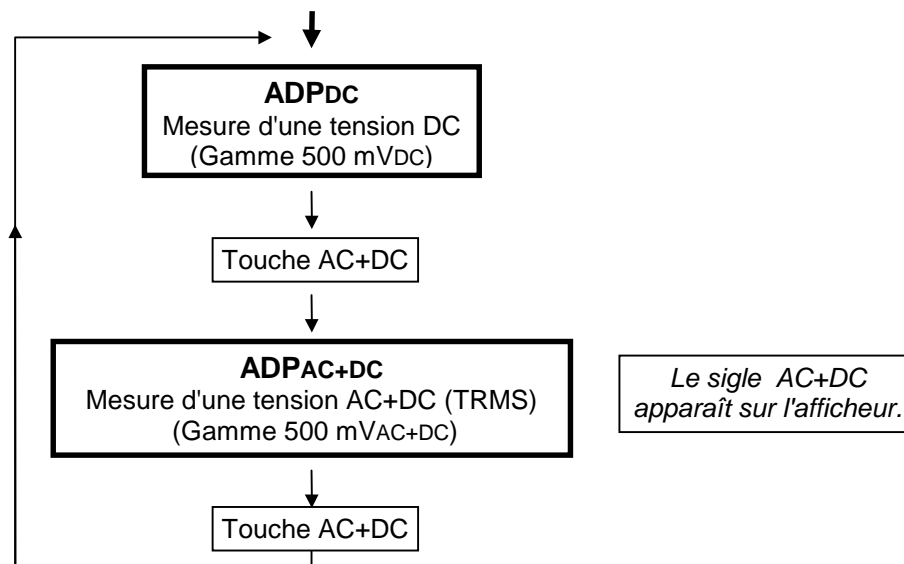 ADPDC
Mesure d'une tension DC
(Gamme 500 mVDC)
Touche AC+DC
ADPAC+DC
Mesure d'une tension AC+DC (TRMS)
(Gamme 500 mVAC+DC)
Le sigle AC+DC
apparaît sur l'afficheur.
Touche AC+DC